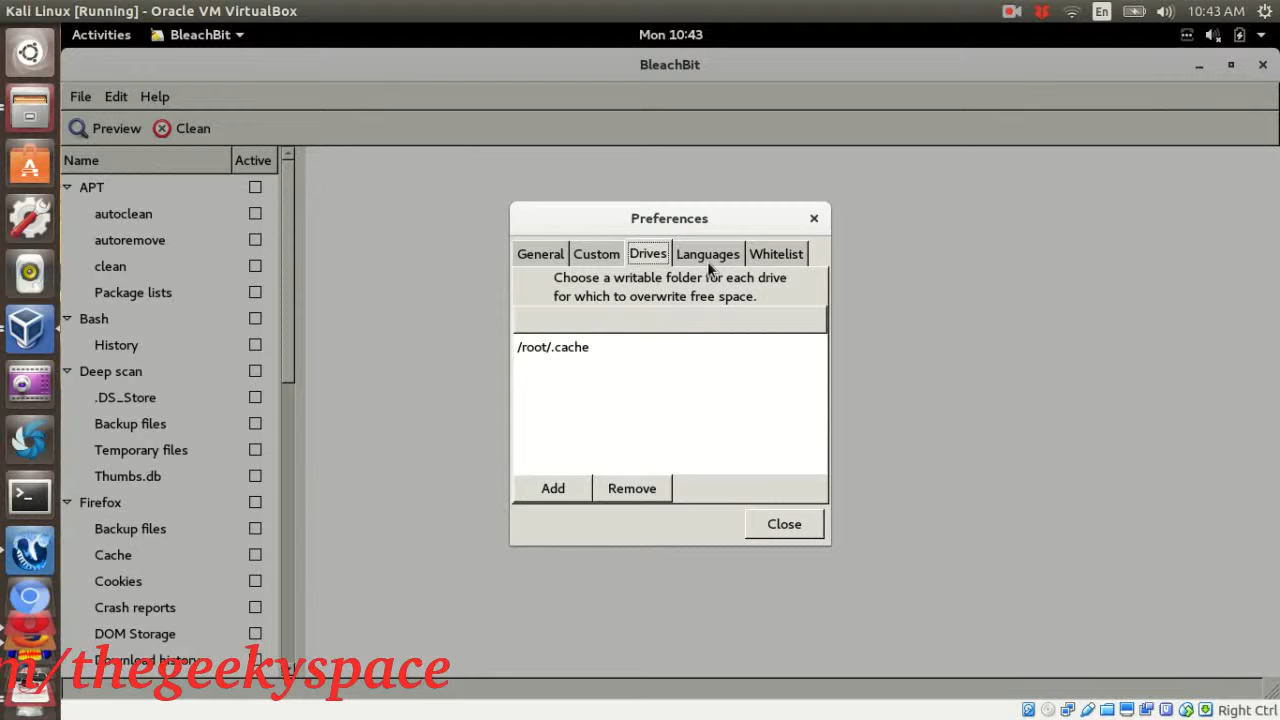 Kali Linux [Running] - Oracle VM VirtualBox
En
10:43 AM
Activities
BleachBit
Mon 10:43
BleachBit
File
Edit
Help
Preview
Clean
Name
Active
APT
autoclean
autoremove
clean
Package lists
Bash
History
Deep scan
.DS_Store
Backup files
Temporary files
Thumbs.db
Firefox
Backup files
Cache
Cookies
Crash reports
DOM Storage
Download history
Preferences
General
Custom
Drives
Languages
Whitelist
Choose a writable folder for each drive
for which to overwrite free space.
/root/.cache
Add
Remove
Close
m/thegeekyspace
Right Ctrl